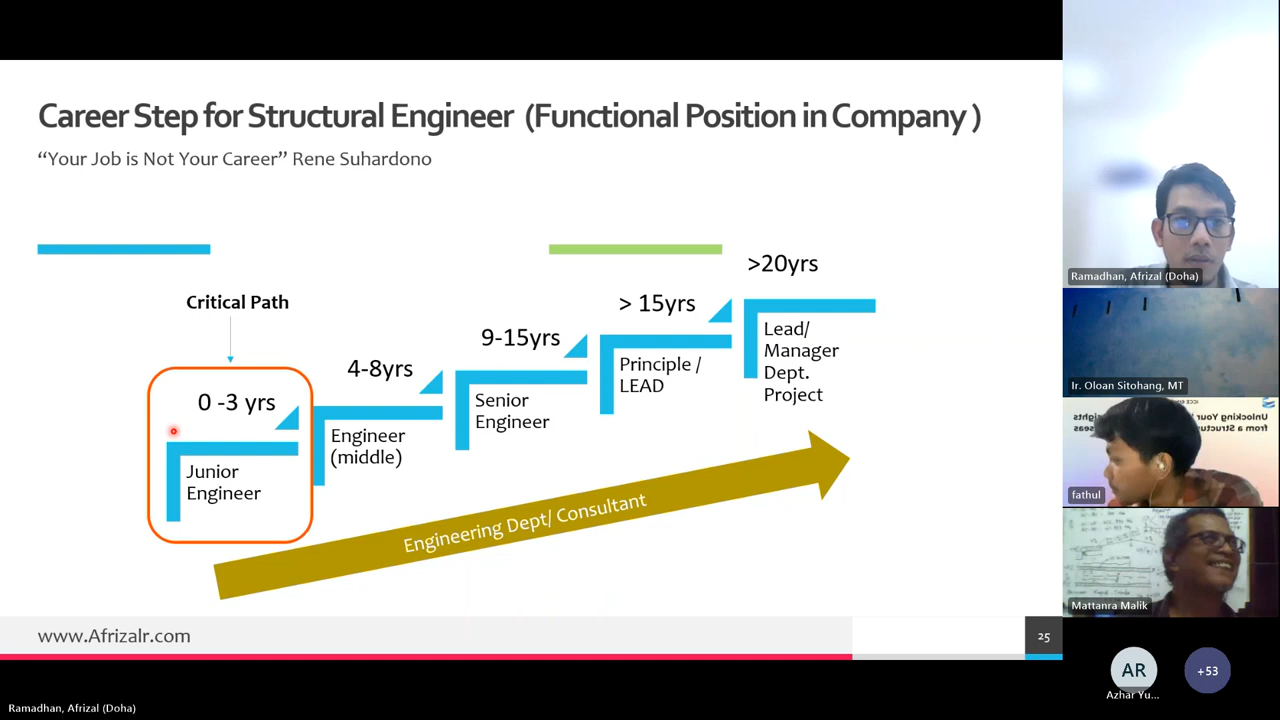 Career Step for Structural Engineer (Functional Position in Company )
“Your Job is Not Your Career” Rene Suhardono
Critical Path
0 -3 yrs
Junior
Engineer
4-8yrs
Engineer
(middle)
9-15yrs
Senior
Engineer
> 15yrs
Principle /
LEAD
>20yrs
Lead/
Manager
Dept.
Project
Engineering Dept/ Consultant
www.Afrizalr.com
25
Ramadhan, Afrizal (Doha)
Ir. Oloan Sitohang, MT
fathul
Mattanra Malik
AR
Azhar Yu...
+53
Ramadhan, Afrizal (Doha)